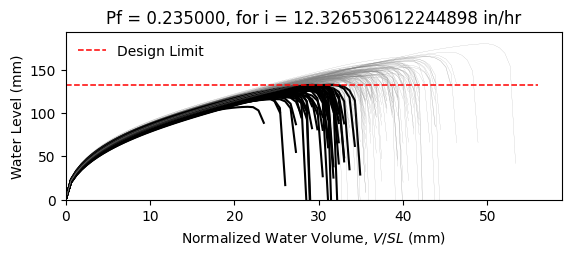 Pf = 0.235000, for i = 12.326530612244898 in/hr
Design Limit
Water Level (mm)
150
100
50
0
0 10 20 30 40 50
Normalized Water Volume, V/SL (mm)